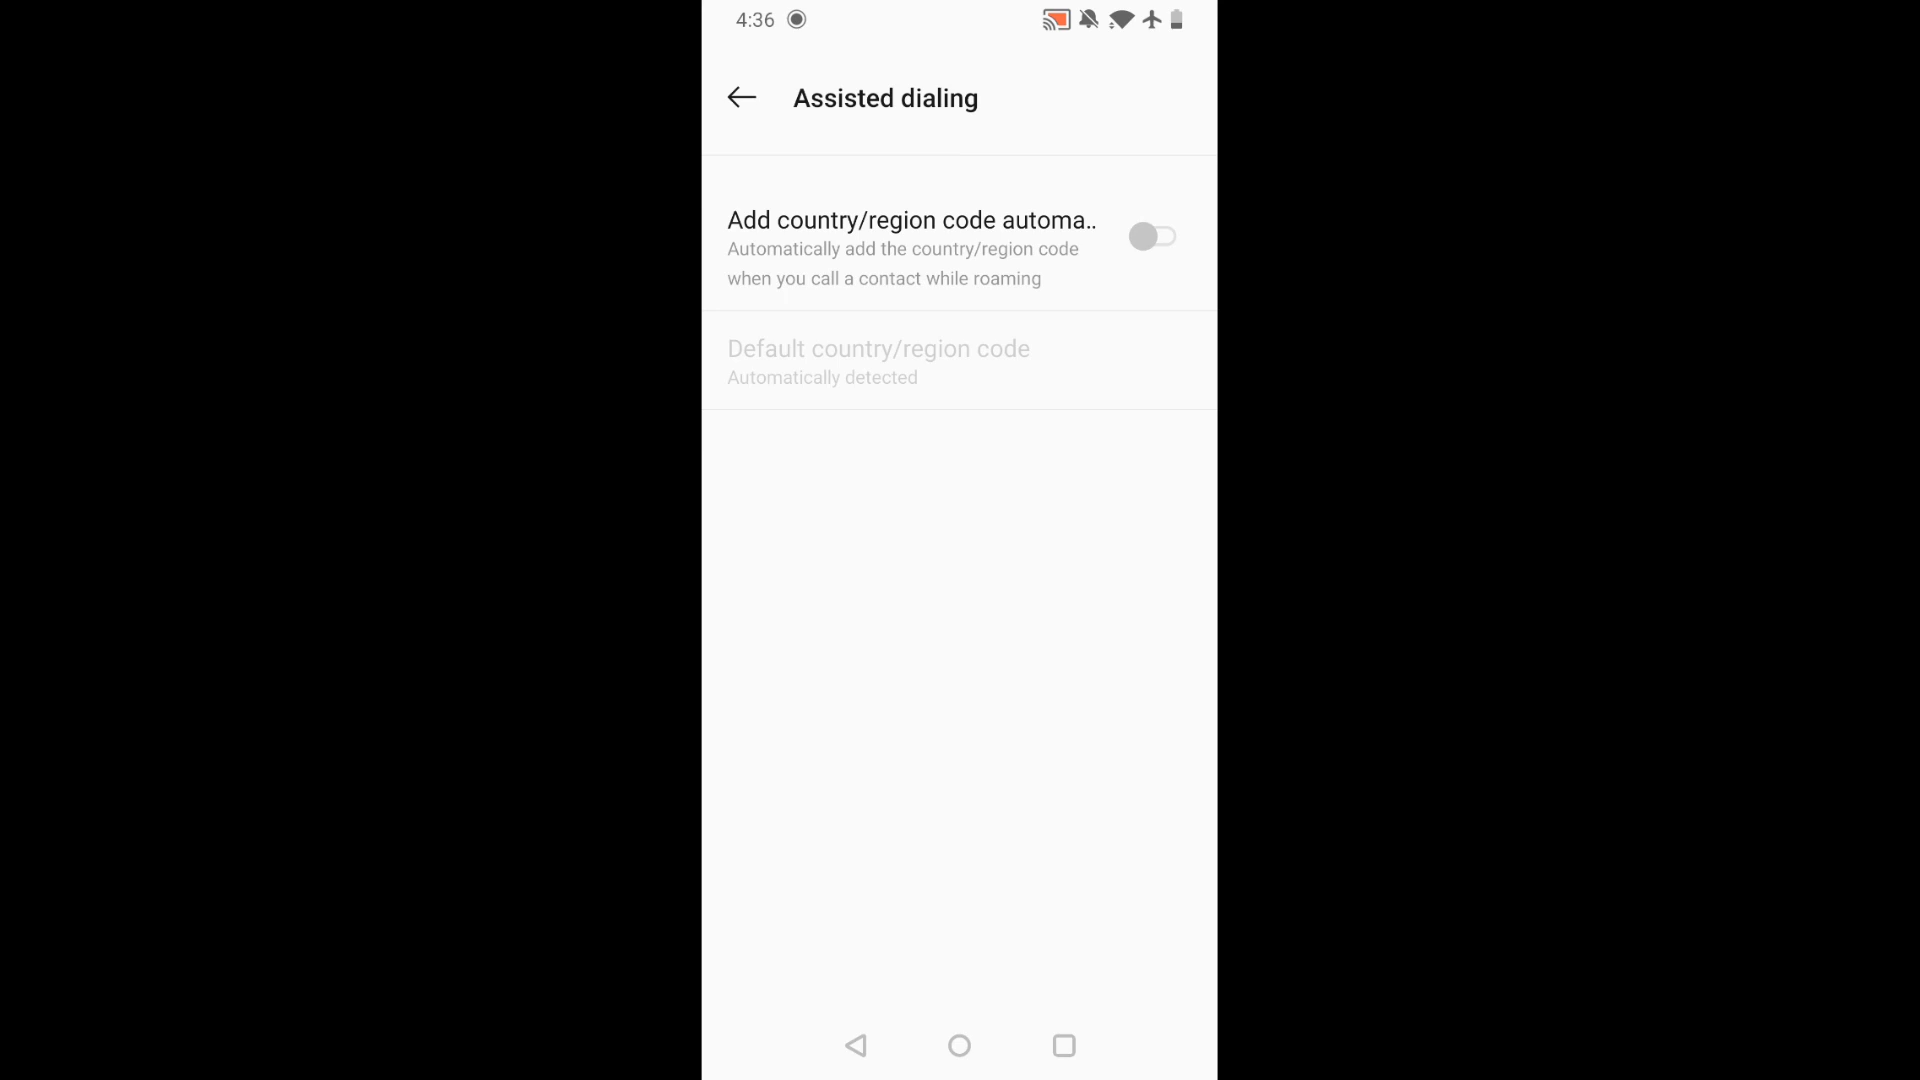 4:36
Assisted dialing
Add country/region code automa..
Automatically add the country/region code
when you call a contact while roaming
Default country/region code
Automatically detected